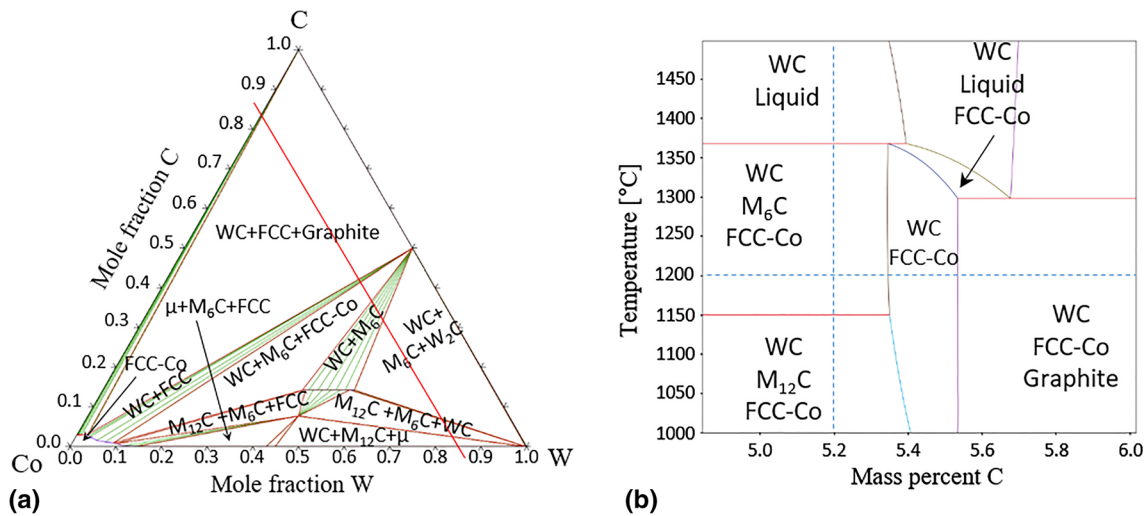 C
1.0
0.9
0.8
0.7
0.6
0.5
0.4
0.3
0.2
0.1
0.0
Mole fraction C
WC+FCC+Graphite
μ+M₆C+FCC
FCC-Co
WC+FCC
WC+M₆C+FCC-Co
WC+M₆C
WC+
M₆C+W₂C
M₁₂C+M₆C+FCC
M₁₂C+M₆C+WC
WC+M₁₂C+μ
Co
0.0 0.1 0.2 0.3 0.4 0.5 0.6 0.7 0.8 0.9 1.0
W
Mole fraction W
(a)
WC
Liquid
WC
Liquid
FCC-Co
WC
M₆C
FCC-Co
WC
FCC-Co
WC
M₁₂C
FCC-Co
WC
FCC-Co
Graphite
Temperature [°C]
1450
1400
1350
1300
1250
1200
1150
1100
1050
1000
5.0 5.2 5.4 5.6 5.8 6.0
Mass percent C
(b)